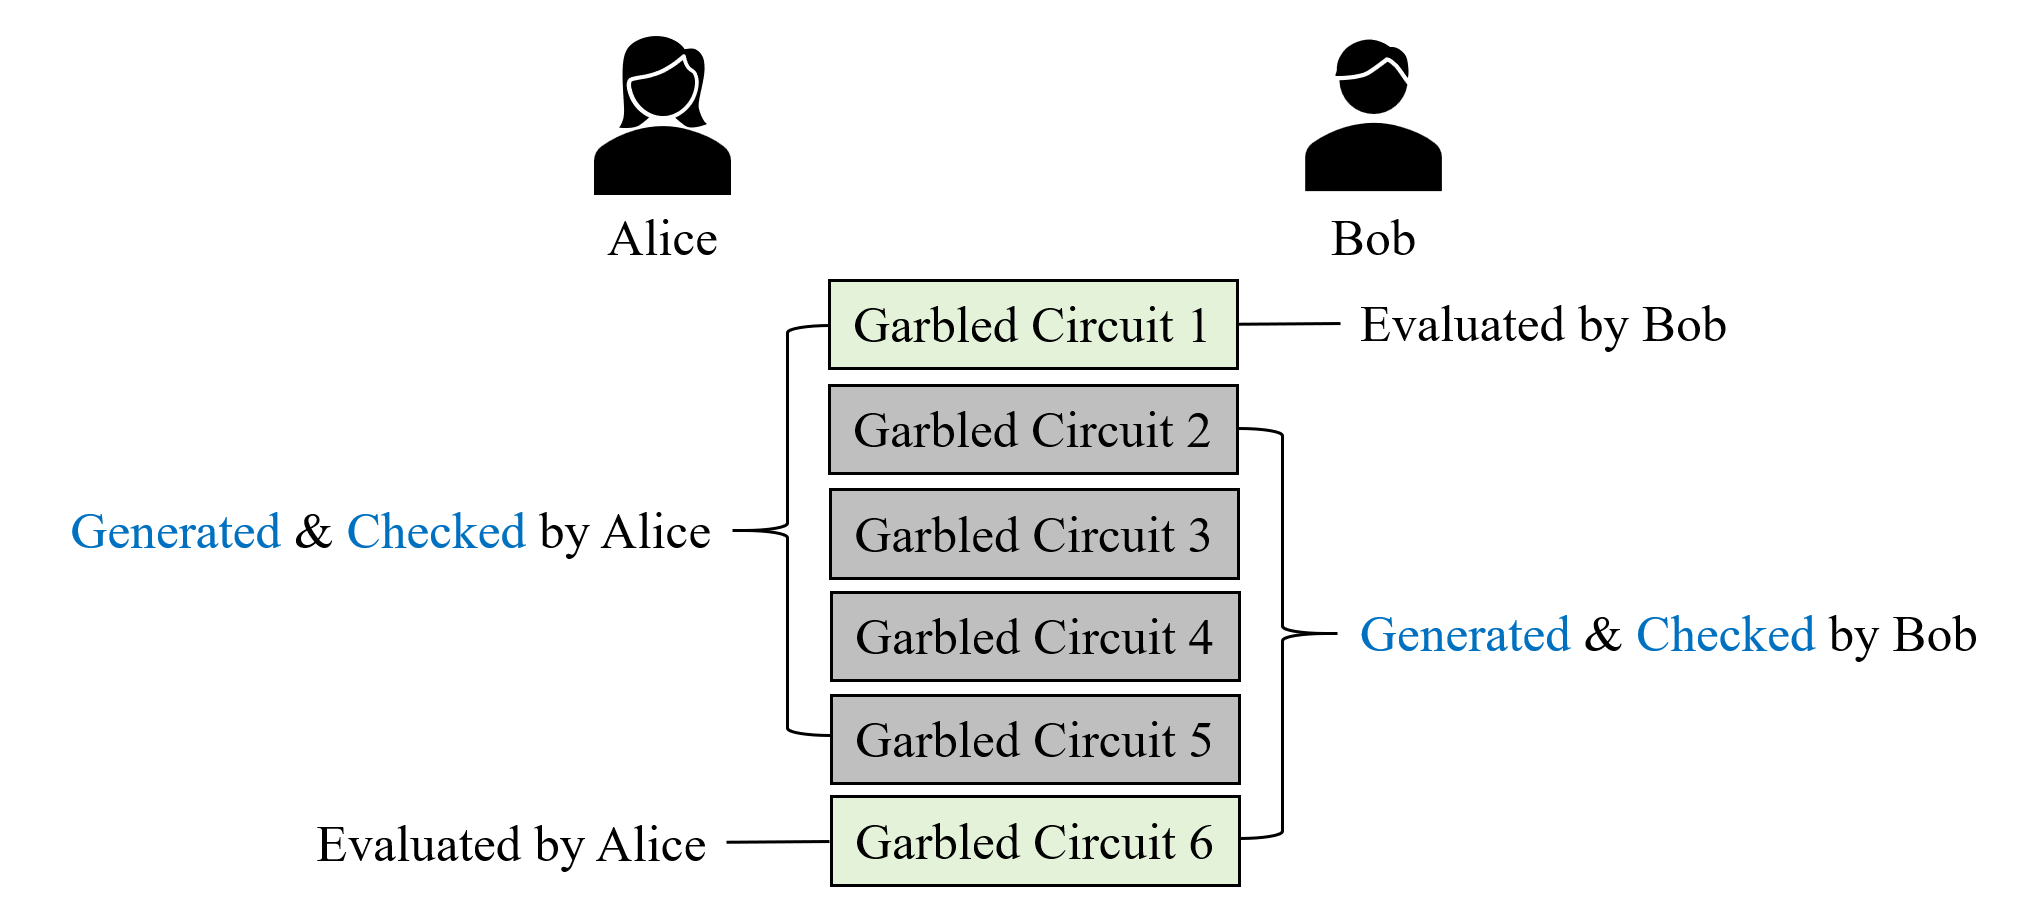 Alice
Bob
Garbled Circuit 1
Evaluated by Bob
Garbled Circuit 2
Garbled Circuit 3
Generated & Checked by Alice
Garbled Circuit 4
Generated & Checked by Bob
Garbled Circuit 5
Evaluated by Alice
Garbled Circuit 6